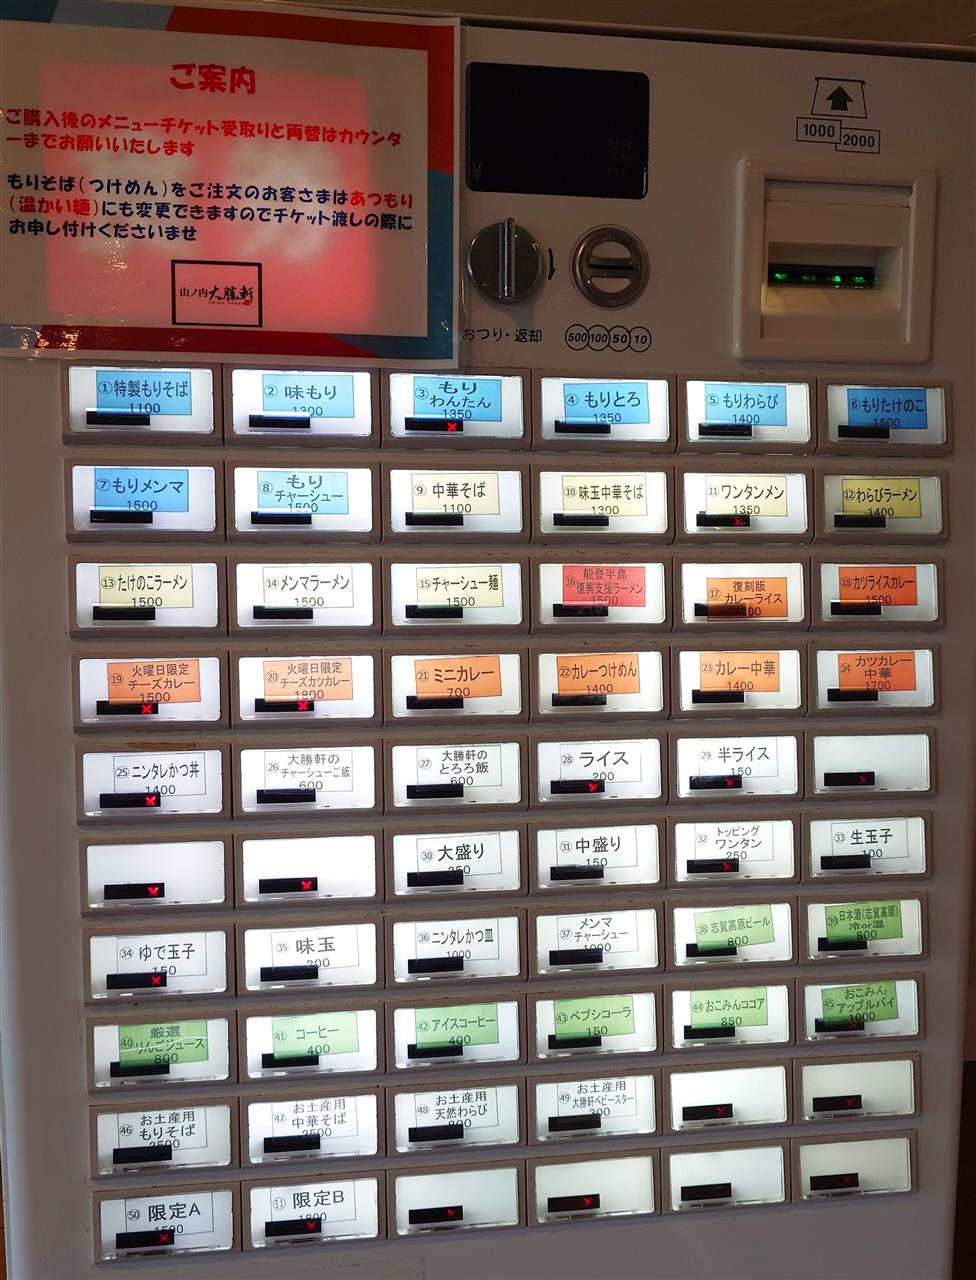 ご案内
ご購入後のメニューチケット受取りと両替はカウンタ
ーまでお願いいたします
もりそば(つけめん)をご注文のお客さまはあつもり
(温かい麺)にも変更できますのでチケット渡しの際に
お申し付けくださいませ
山ノ内大勝軒
¥
1000
2000
おつり・返却
500 100 50 10
①特製もりそば
1100
②味もり
1300
③もり
わんたん
1350
④もりとろ
1350
⑤もりわらび
1400
⑥もりたけのこ
1500
⑦もりメンマ
1500
⑧もり
チャーシュー
1500
⑨中華そば
1100
⑩味玉中華そば
1300
⑪ワンタンメン
1350
⑫わらびラーメン
1400
⑬たけのこラーメン
1500
⑭メンマラーメン
1500
⑮チャーシュー麺
1500
⑯能登半島
復興支援ラーメン
1500
⑰復刻版
カレーライス
1200
⑱カツライスカレー
1500
⑲火曜日限定
チーズカレー
1500
⑳火曜日限定
チーズカツカレー
1800
㉑ミニカレー
700
㉒カレーつけめん
1400
㉓カレー中華
1400
㉔カツカレー
中華
1700
㉕ニンタレかつ丼
1400
㉖大勝軒の
チャーシューご飯
600
㉗大勝軒の
とろろ飯
600
㉘ライス
200
㉙半ライス
150
㉚大盛り
250
㉛中盛り
150
㉜トッピング
ワンタン
250
㉝生玉子
100
㉞ゆで玉子
150
㉟味玉
200
㊱ニンタレかつ皿
1000
㊲メンマ
チャーシュー
1000
㊳志賀高原ビール
800
㊴日本酒(志賀高原)
冷or温
800
㊵厳選
りんごジュース
800
㊶コーヒー
400
㊷アイスコーヒー
400
㊸ペプシコーラ
150
㊹おこみんココア
850
㊺おこみん
アップルパイ
1000
㊻お土産用
もりそば
2500
㊼お土産用
中華そば
2500
㊽お土産用
天然わらび
800
㊾お土産用
大勝軒ベビースター
300
㊿限定A
1500
51限定B
1800